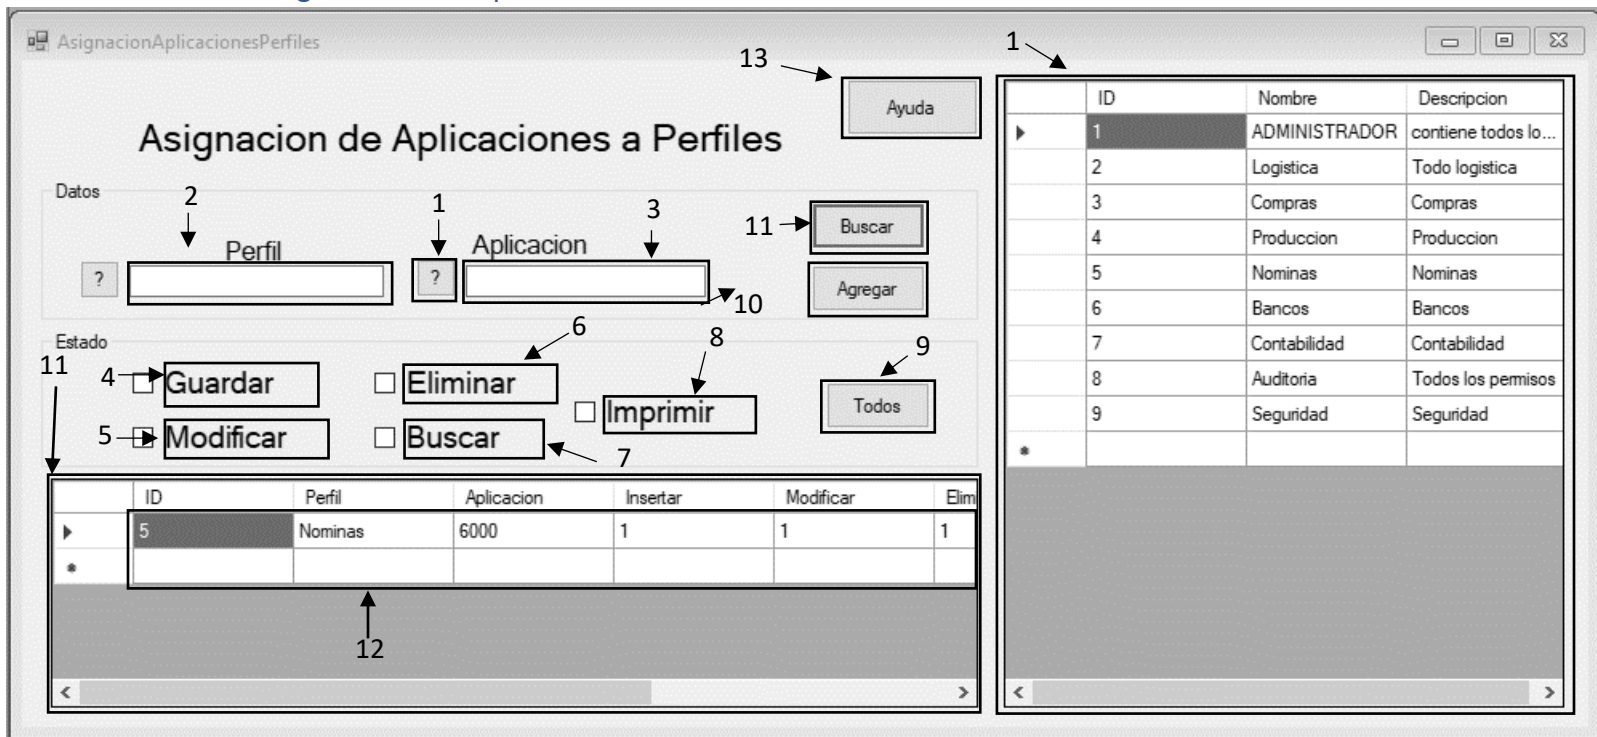 AsignacionAplicacionesPerfiles
1
13
Ayuda
Asignacion de Aplicaciones a Perfiles
Datos
2
1
3
11
Buscar
Perfil
Aplicacion
?
?
10
Agregar
Estado
6
8
9
11
4
Guardar
Eliminar
Imprimir
Todos
5
Modificar
Buscar
7
ID Perfil Aplicacion Insertar Modificar Elim
5 Nominas 6000 1 1 1
12
ID Nombre Descripcion
1 ADMINISTRADOR contiene todos lo...
2 Logistica Todo logistica
3 Compras Compras
4 Produccion Produccion
5 Nominas Nominas
6 Bancos Bancos
7 Contabilidad Contabilidad
8 Auditoria Todos los permisos
9 Seguridad Seguridad